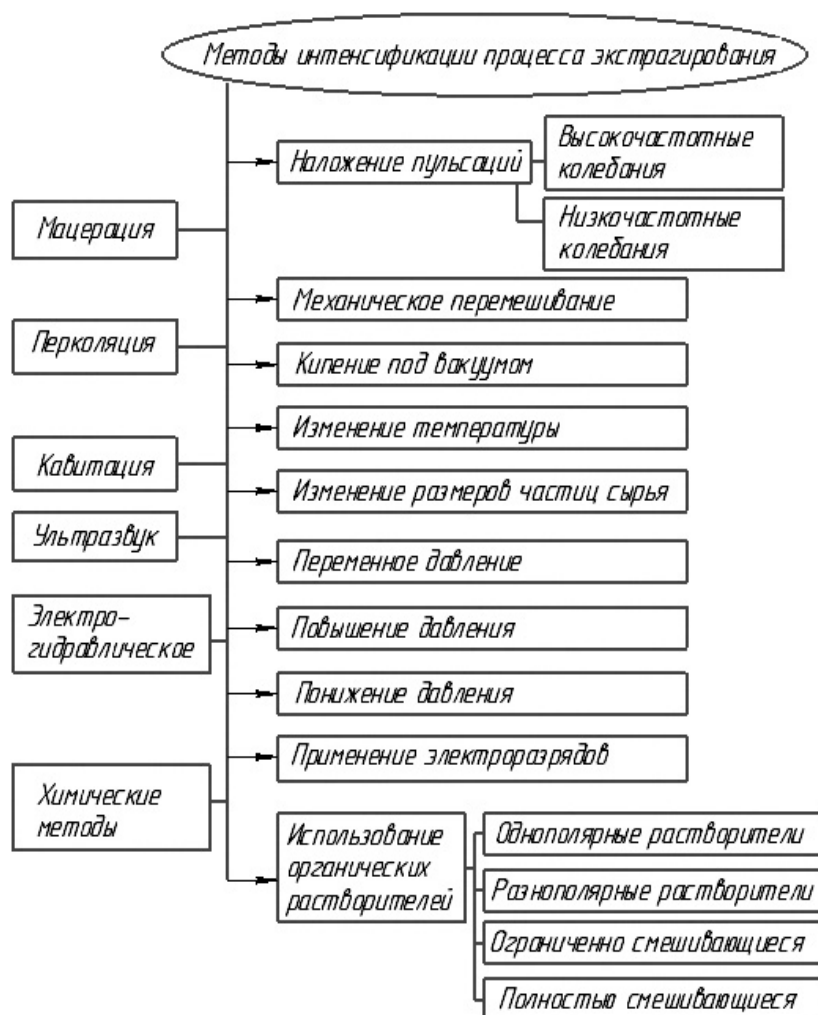 Методы интенсификации процесса экстрагирования
Наложение пульсаций
Высокочастотные
колебания
Низкочастотные
колебания
Мацерация
Механическое перемешивание
Перколяция
Кипение под вакуумом
Изменение температуры
Кавитация
Изменение размеров частиц сырья
Ультразвук
Переменное давление
Электро-
гидравлическое
Повышение давления
Понижение давления
Применение электроразрядов
Химические
методы
Использование
органических
растворителей
Однополярные растворители
Разнополярные растворители
Ограниченно смешивающиеся
Полностью смешивающиеся